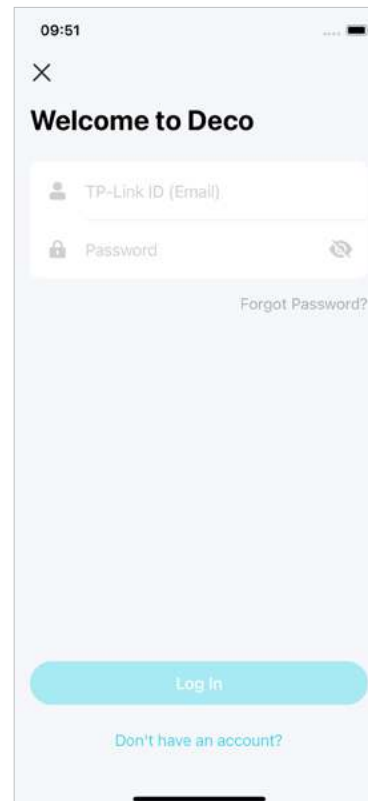 09:51
Welcome to Deco
TP-Link ID (Email)
Password
Forgot Password?
Log In
Don't have an account?